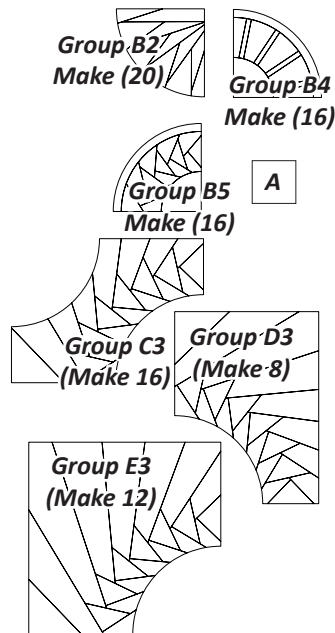 Group B2
Make (20)
Group B4
Make (16)
Group B5
Make (16)
A
Group C3
(Make 16)
Group D3
(Make 8)
Group E3
(Make 12)